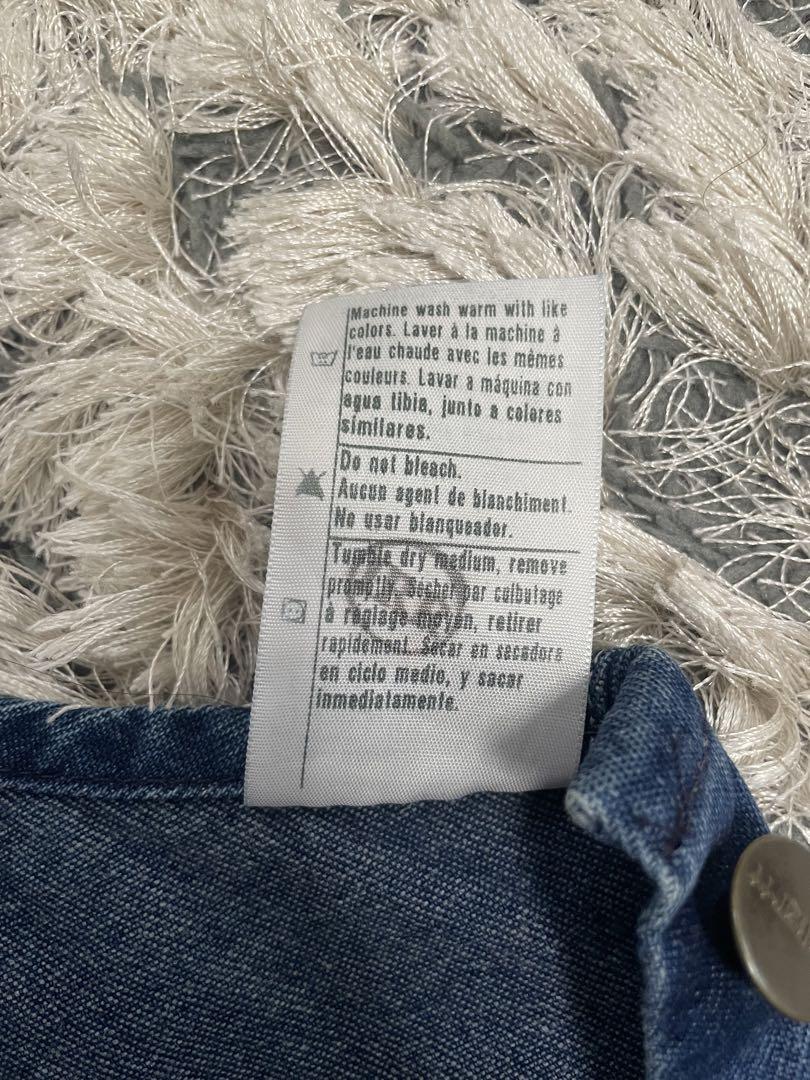 Machine wash warm with like
colors. Laver à la machine à
l'eau chaude avec les mêmes
couleurs. Lavar a máquina con
agua tibia, junto a colores
similares.
Do not bleach.
Aucun agent de blanchiment.
No usar blanqueador.
Tumble dry medium, remove
promptly. Sécher par culbutage
à réglage moyen, retirer
rapidement. Secar en secadora
en ciclo medio, y sacar
inmediatamente.